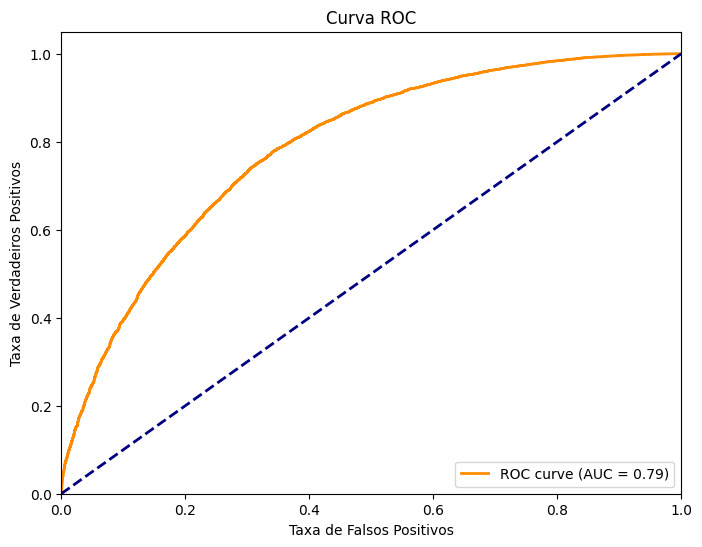 Curva ROC
1.0
0.8
0.6
0.4
0.2
0.0
Taxa de Verdadeiros Positivos
ROC curve (AUC = 0.79)
0.0 0.2 0.4 0.6 0.8 1.0
Taxa de Falsos Positivos